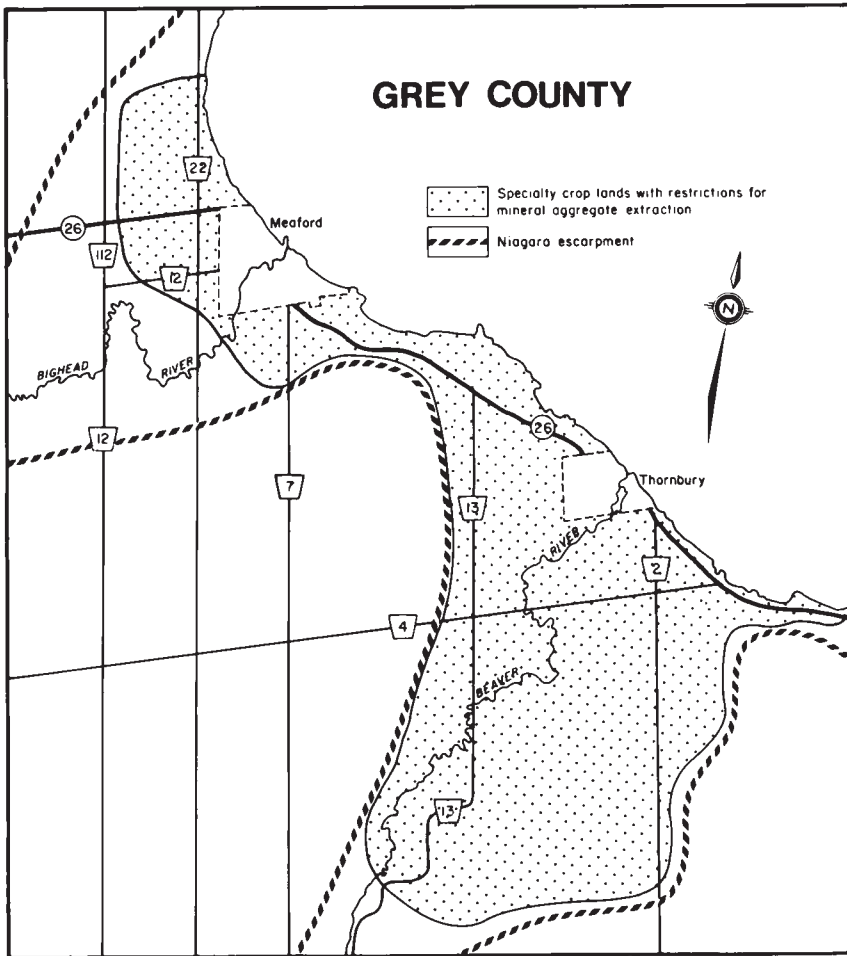 GREY COUNTY
22
Specialty crop lands with restrictions for
mineral aggregate extraction
Meaford
26
Niagara escarpment
112
12
N
BIGHEAD
RIVER
26
12
Thornbury
7
13
RIVER
2
4
BEAVER
13